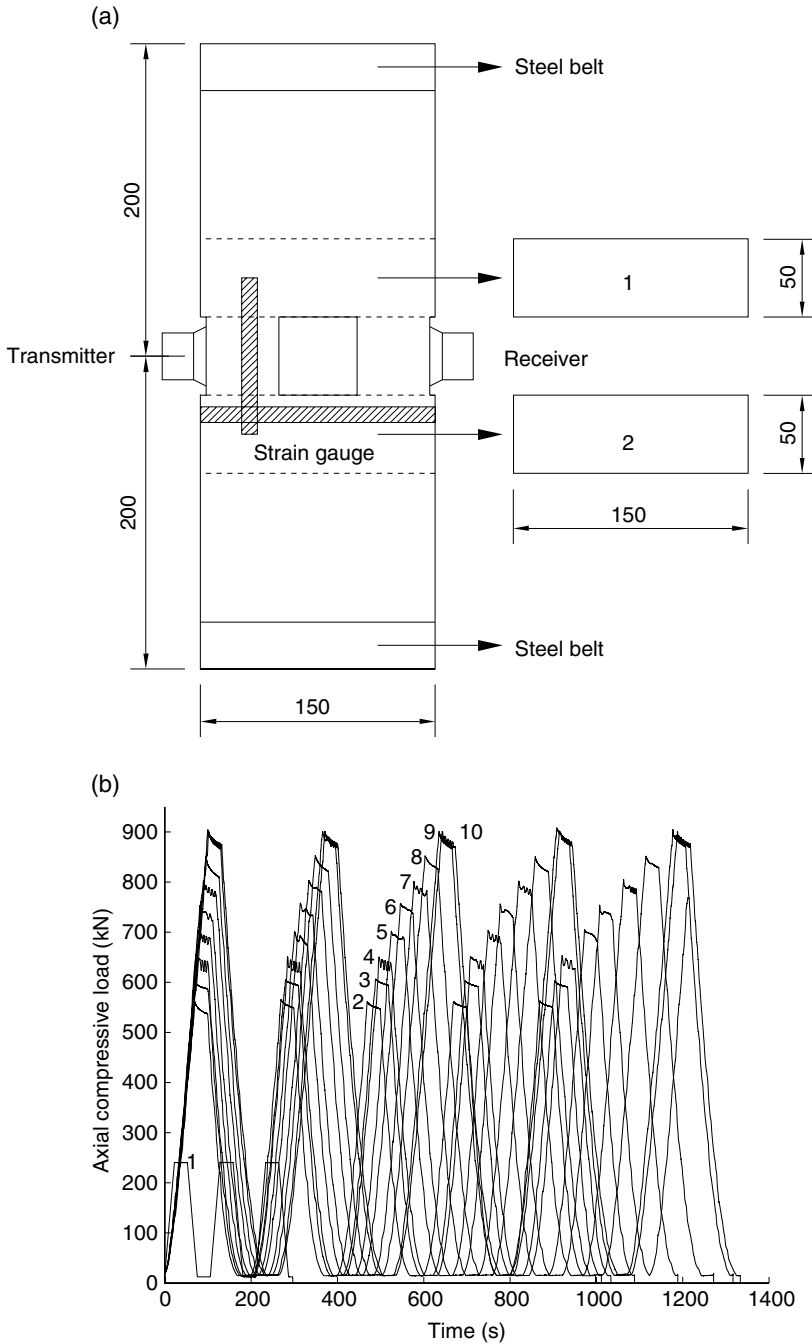 (a)
Steel belt
200
1
50
Transmitter
Receiver
2
50
Strain gauge
200
150
Steel belt
150
(b)
900
9 10
8
800
7
6
700
5
4
600
3
2
500
400
300
1
200
100
0
0 200 400 600 800 1000 1200 1400
Axial compressive load (kN)
Time (s)